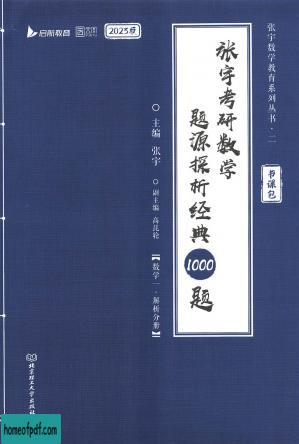 启航教育
2023版
张宇数学教育系列丛书·二
书课包
张宇考研数学
题源探析经典1000题
主编 张宇
副主编 高昆轮
【数学一·解析分册】
北京理工大学出版社
homeofpdf.com
homeofpdf.com